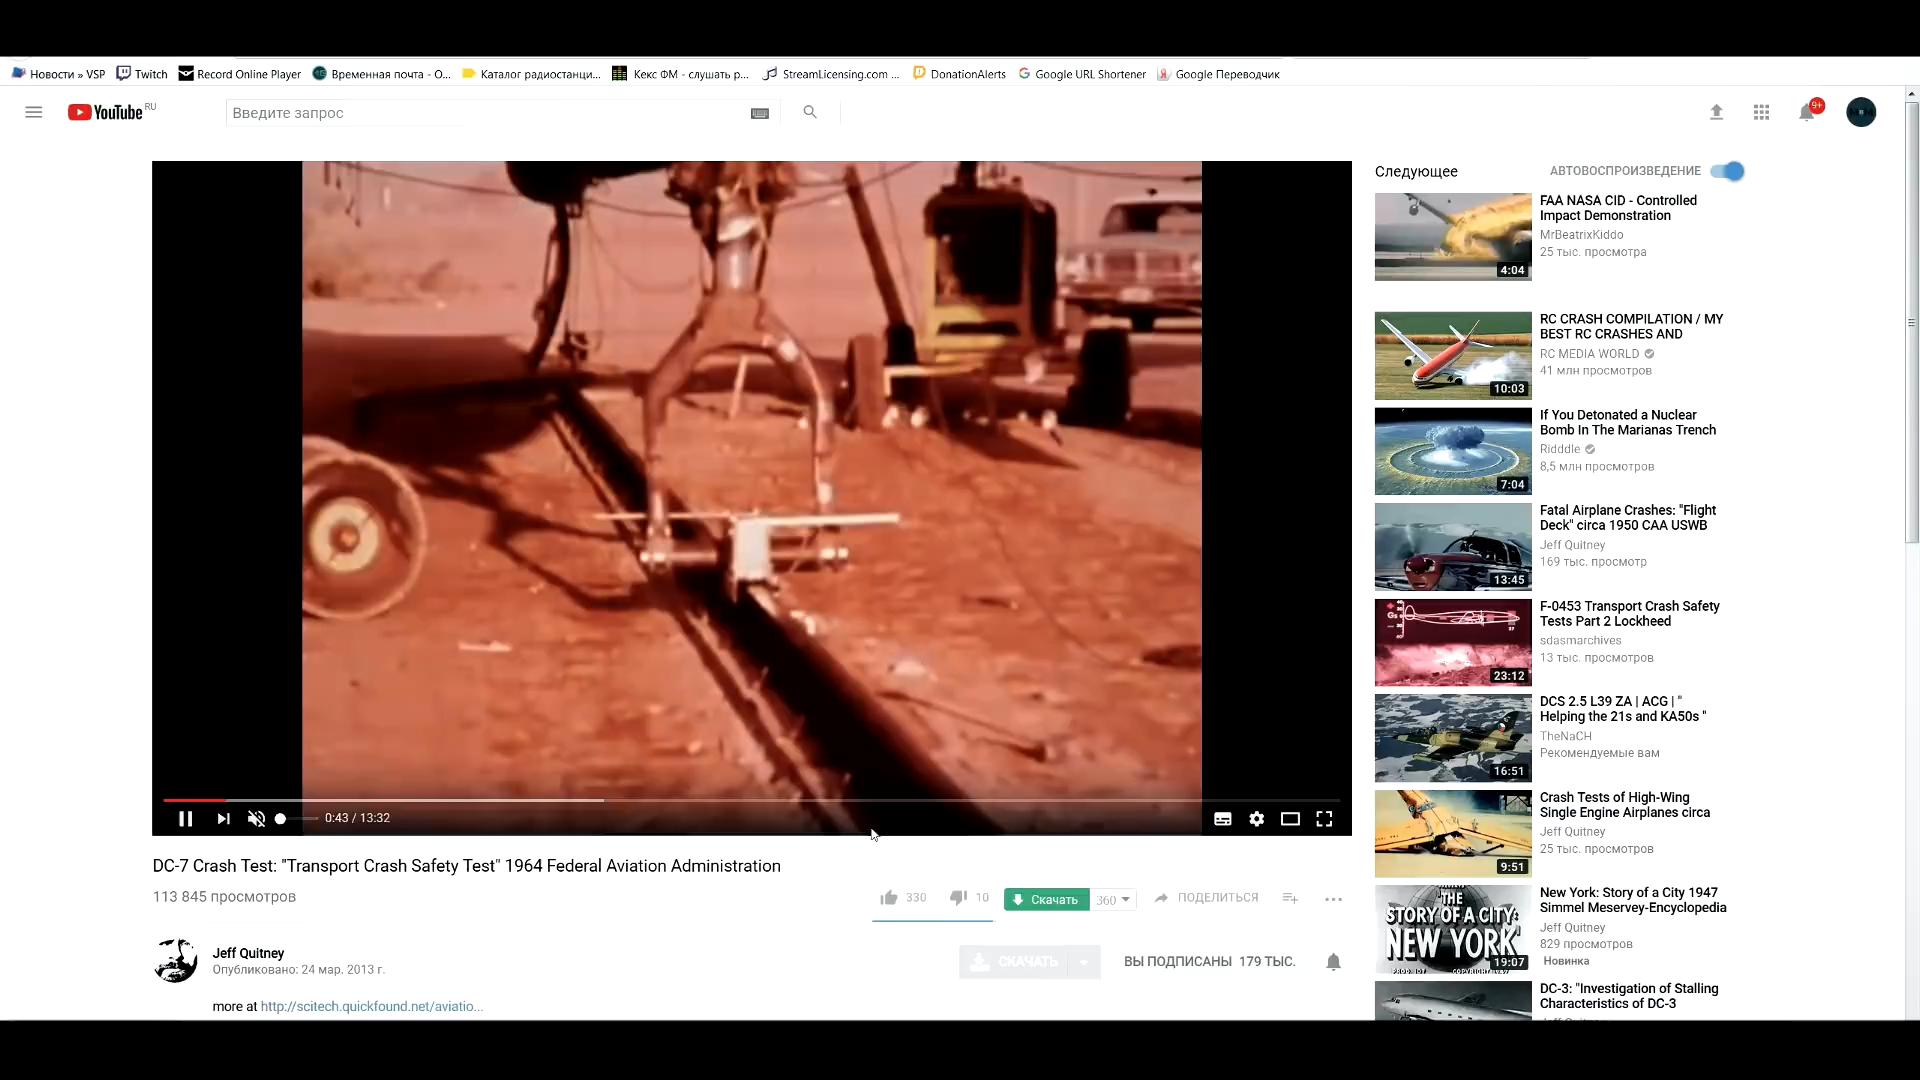 Новости » VSP
Twitch
Record Online Player
Временная почта - О...
Каталог радиостанци...
Кекс ФМ - слушать р...
StreamLicensing.com ...
DonationAlerts
Google URL Shortener
Google Переводчик
YouTube RU
Введите запрос
9+
0:43 / 13:32
DC-7 Crash Test: "Transport Crash Safety Test" 1964 Federal Aviation Administration
113 845 просмотров
330
10
Скачать
360
ПОДЕЛИТЬСЯ
Jeff Quitney
Опубликовано: 24 мар. 2013 г.
СКАЧАТЬ
ВЫ ПОДПИСАНЫ 179 ТЫС.
more at http://scitech.quickfound.net/aviatio...
Следующее
АВТОВОСПРОИЗВЕДЕНИЕ
4:04
FAA NASA CID - Controlled
Impact Demonstration
MrBeatrixKiddo
25 тыс. просмотра
10:03
RC CRASH COMPILATION / MY
BEST RC CRASHES AND
RC MEDIA WORLD
41 млн просмотров
7:04
If You Detonated a Nuclear
Bomb In The Marianas Trench
Ridddle
8,5 млн просмотров
13:45
Fatal Airplane Crashes: "Flight
Deck" circa 1950 CAA USWB
Jeff Quitney
169 тыс. просмотр
23:12
F-0453 Transport Crash Safety
Tests Part 2 Lockheed
sdasmarchives
13 тыс. просмотров
16:51
DCS 2.5 L39 ZA | ACG | "
Helping the 21s and KA50s "
TheNaCH
Рекомендуемые вам
9:51
Crash Tests of High-Wing
Single Engine Airplanes circa
Jeff Quitney
25 тыс. просмотров
THE
STORY OF A CITY:
NEW YORK
19:07
New York: Story of a City 1947
Simmel Meservey-Encyclopedia
Jeff Quitney
829 просмотров
Новинка
DC-3: "Investigation of Stalling
Characteristics of DC-3